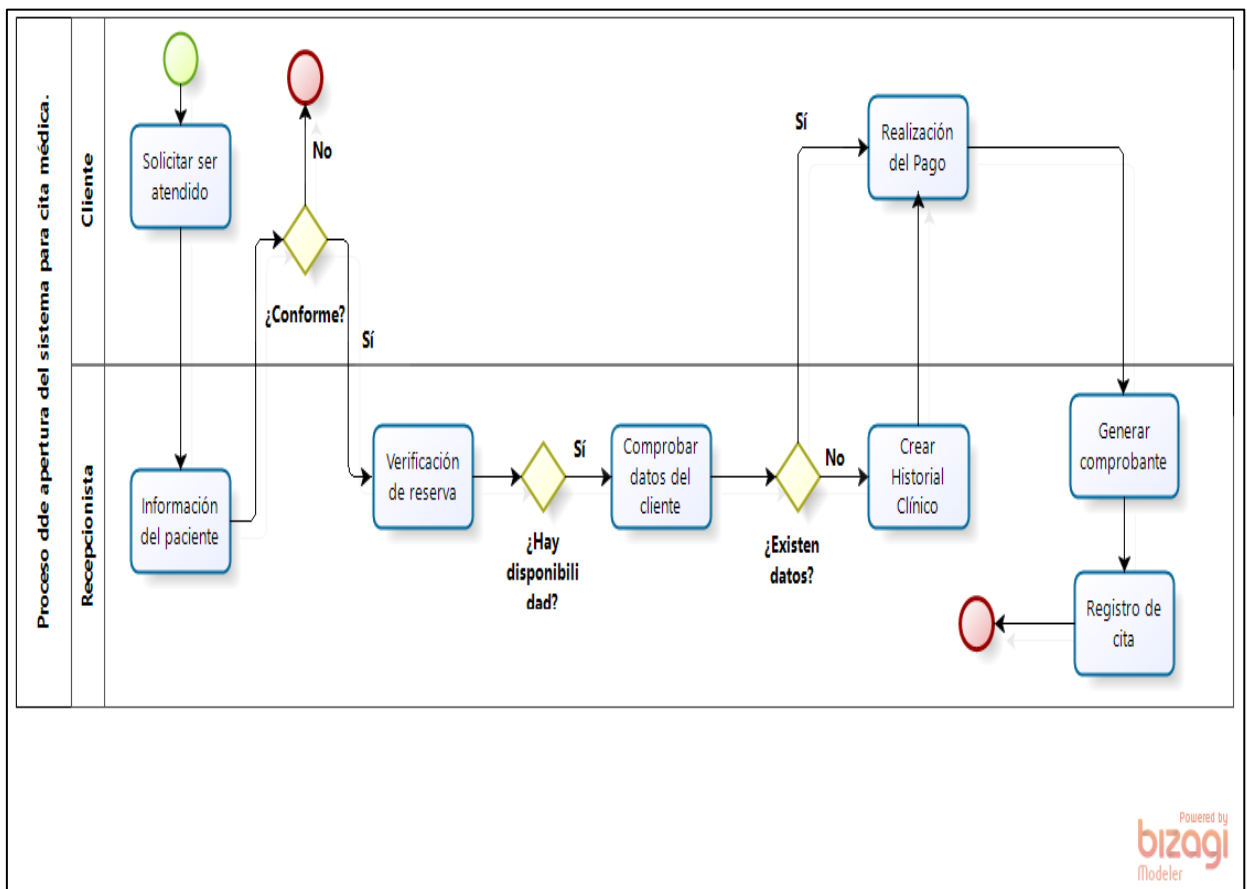 Proceso dde apertura del sistema para cita médica.
Cliente
Solicitar ser
atendido
No
¿Conforme?
Sí
Sí
Realización
del Pago
Recepcionista
Información
del paciente
Verificación
de reserva
¿Hay
disponibili
dad?
Sí
Comprobar
datos del
cliente
¿Existen
datos?
No
Crear
Historial
Clínico
Generar
comprobante
Registro de
cita
Powered by
bizagi
Modeler